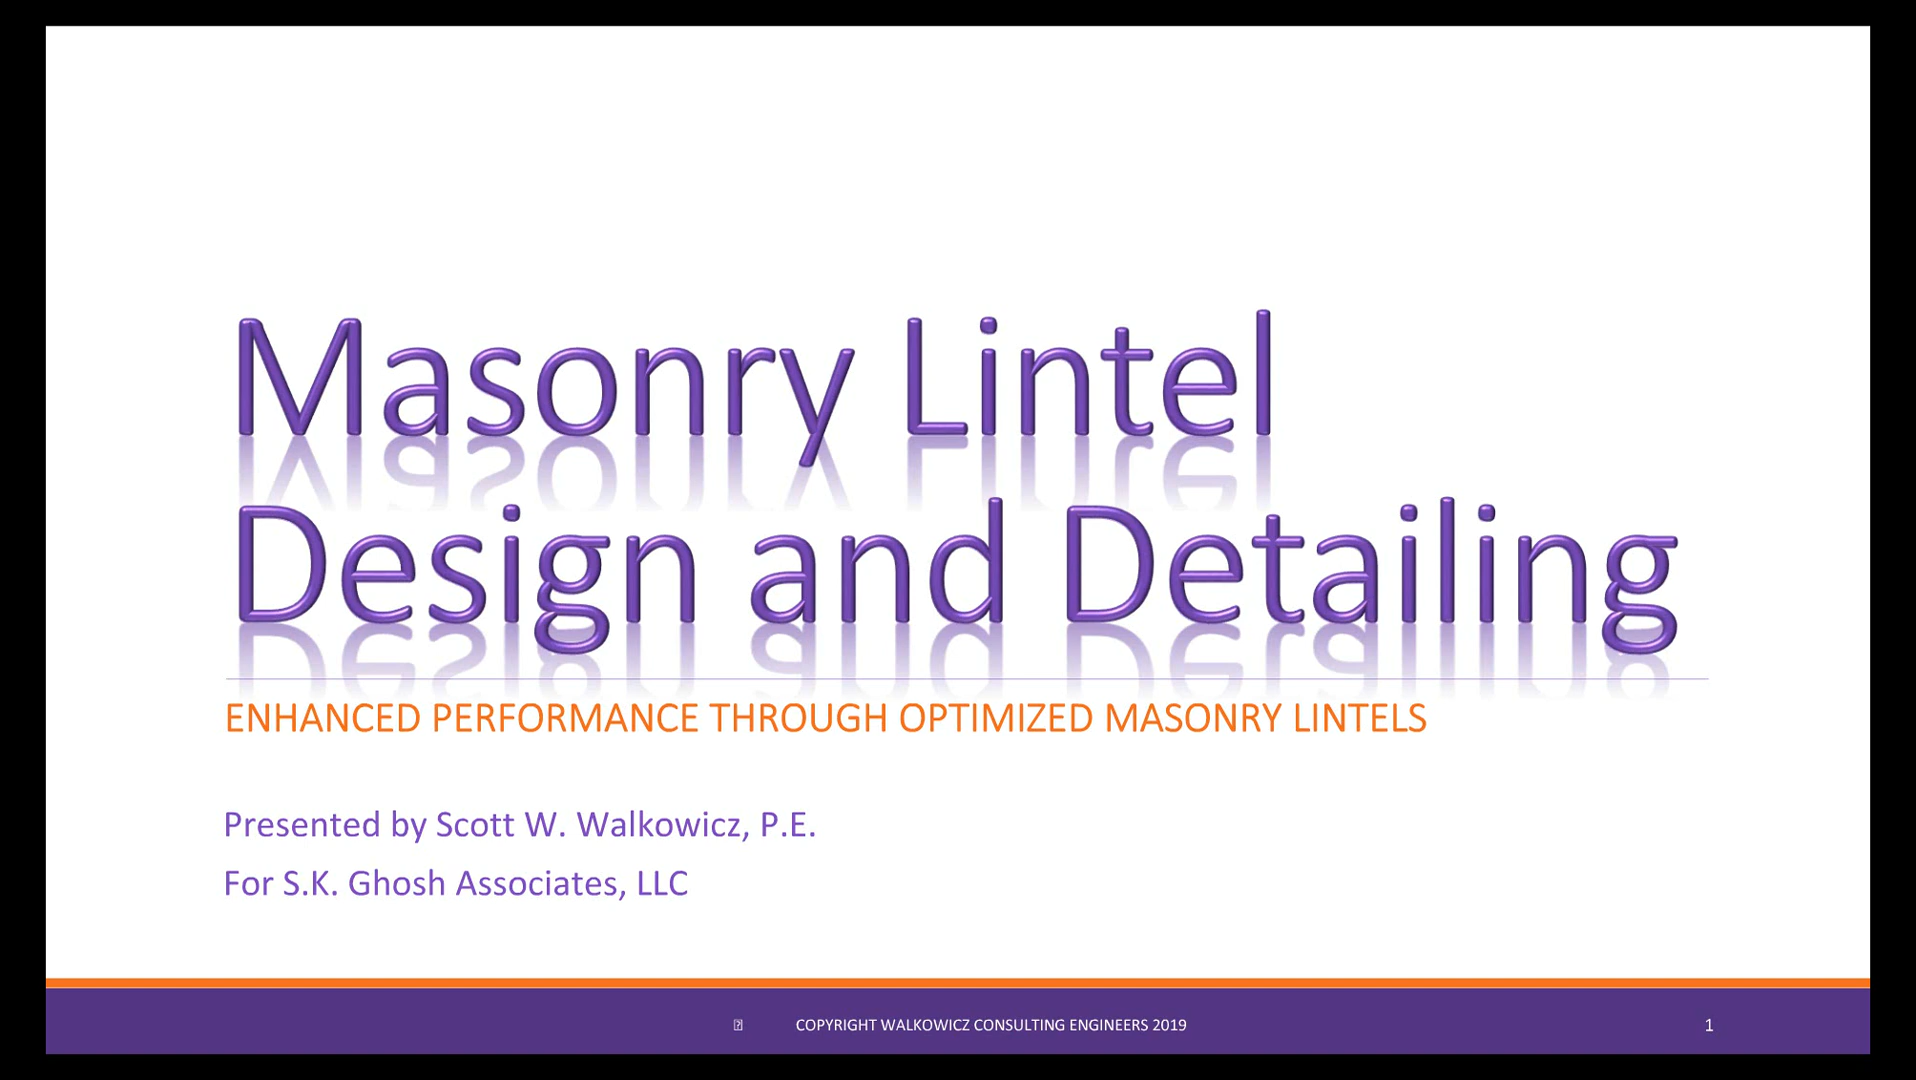 Masonry Lintel
Design and Detailing
ENHANCED PERFORMANCE THROUGH OPTIMIZED MASONRY LINTELS
Presented by Scott W. Walkowicz, P.E.
For S.K. Ghosh Associates, LLC
COPYRIGHT WALKOWICZ CONSULTING ENGINEERS 2019
1